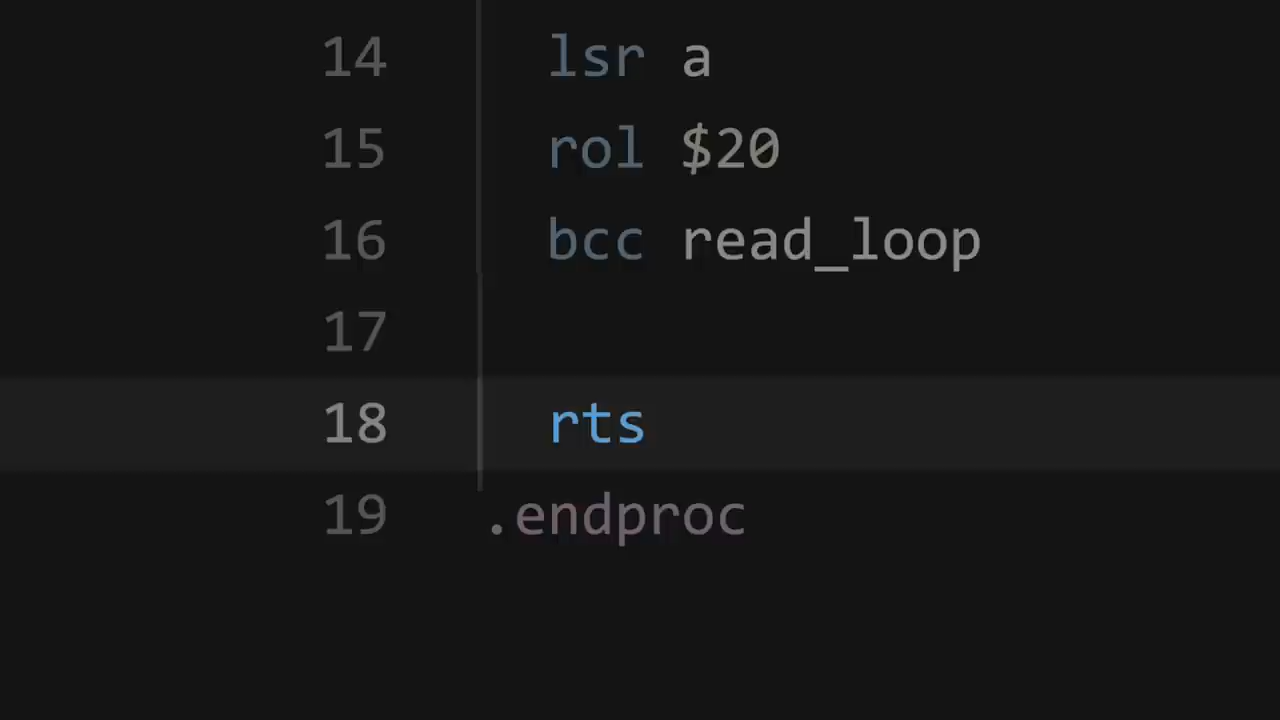 14 lsr a
15 rol $20
16 bcc read_loop
17
18 rts
19 .endproc